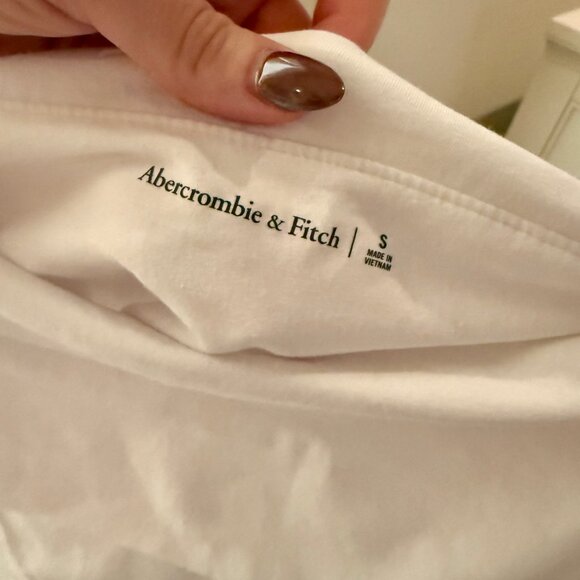 Abercrombie & Fitch | S
MADE IN
VIETNAM